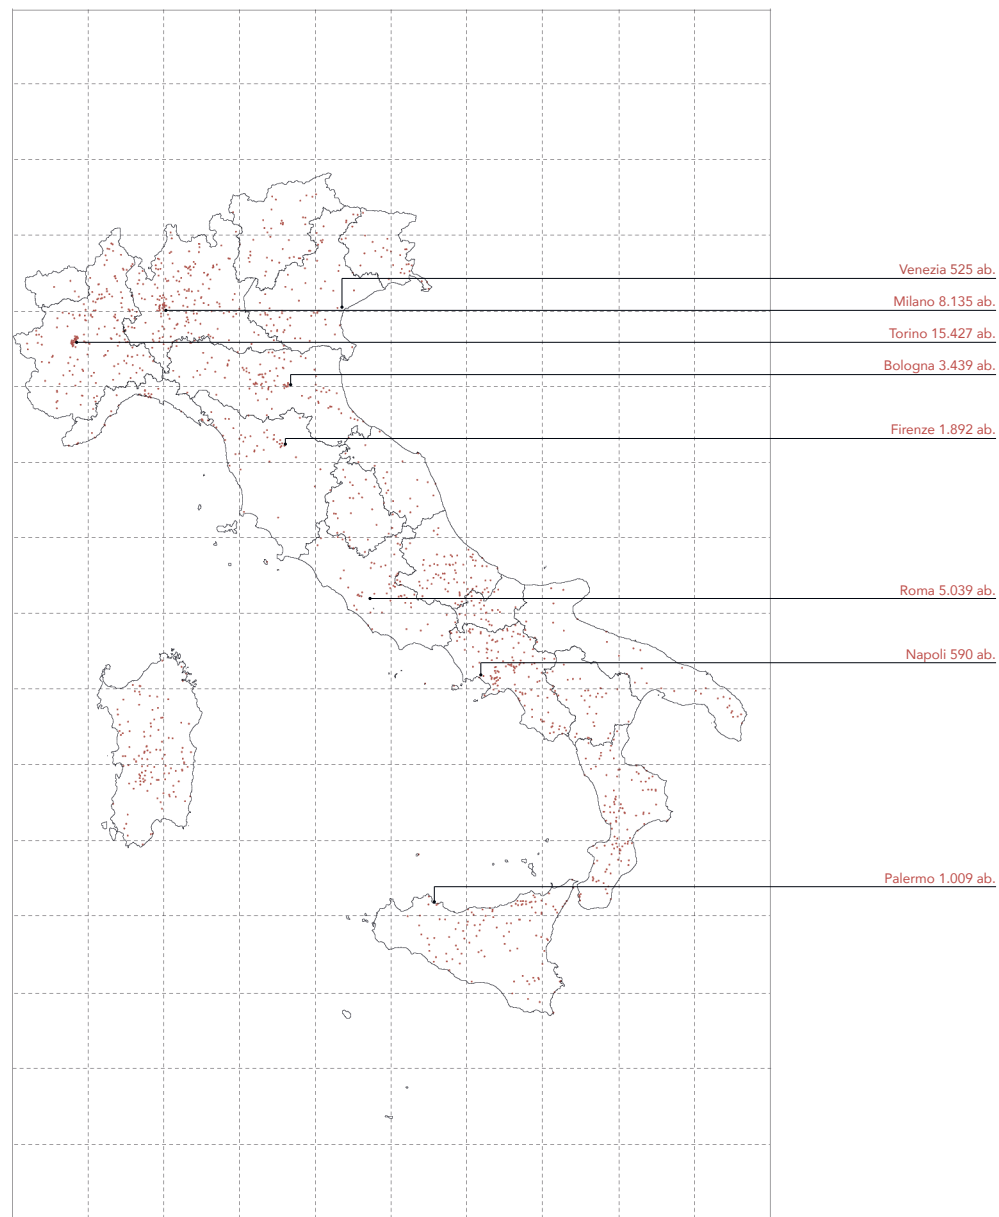 Venezia 525 ab.
Milano 8.135 ab.
Torino 15.427 ab.
Bologna 3.439 ab.
Firenze 1.892 ab.
Roma 5.039 ab.
Napoli 590 ab.
Palermo 1.009 ab.